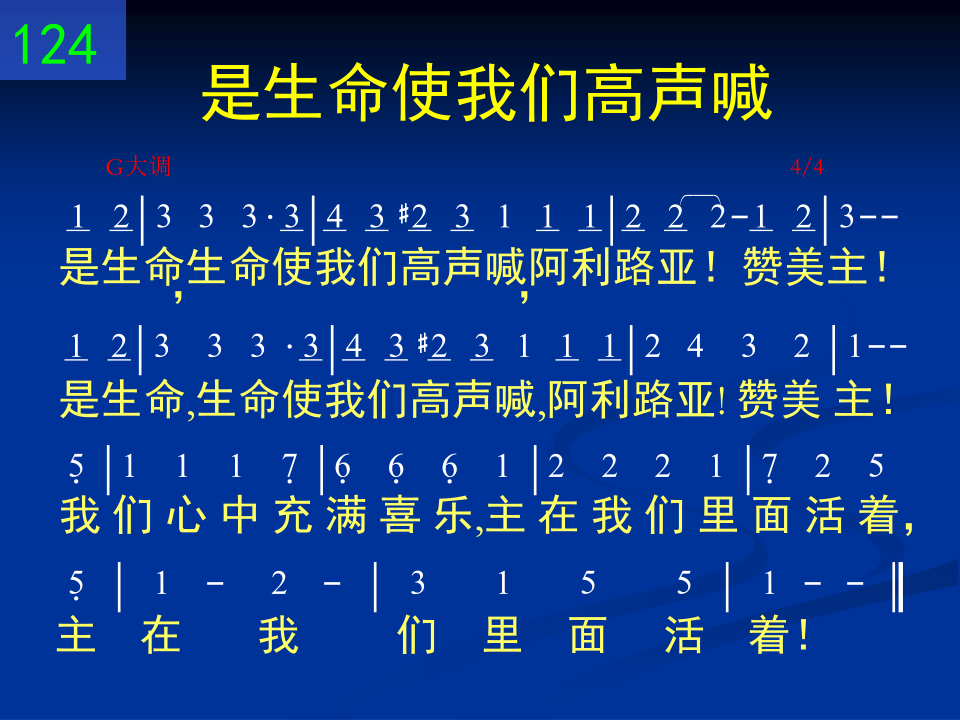 124
是生命使我们高声喊
G大调 4/4
1 2|3 3 3·3|4 3 #2 3 1 1 1|2 2 2-1 2|3--
是生命,生命使我们高声喊,阿利路亚！赞美主！
1 2|3 3 3·3|4 3 #2 3 1 1 1|2 4 3 2|1--
是生命,生命使我们高声喊,阿利路亚!赞美 主！
5̣|1 1 1 7̣|6̣ 6̣ 6̣ 1|2 2 2 1|7̣ 2 5
我 们 心 中 充 满 喜 乐,主 在 我 们 里 面 活 着，
5̣| 1 - 2 - | 3 1 5 5 | 1 - - ‖
主 在 我 们 里 面 活 着！